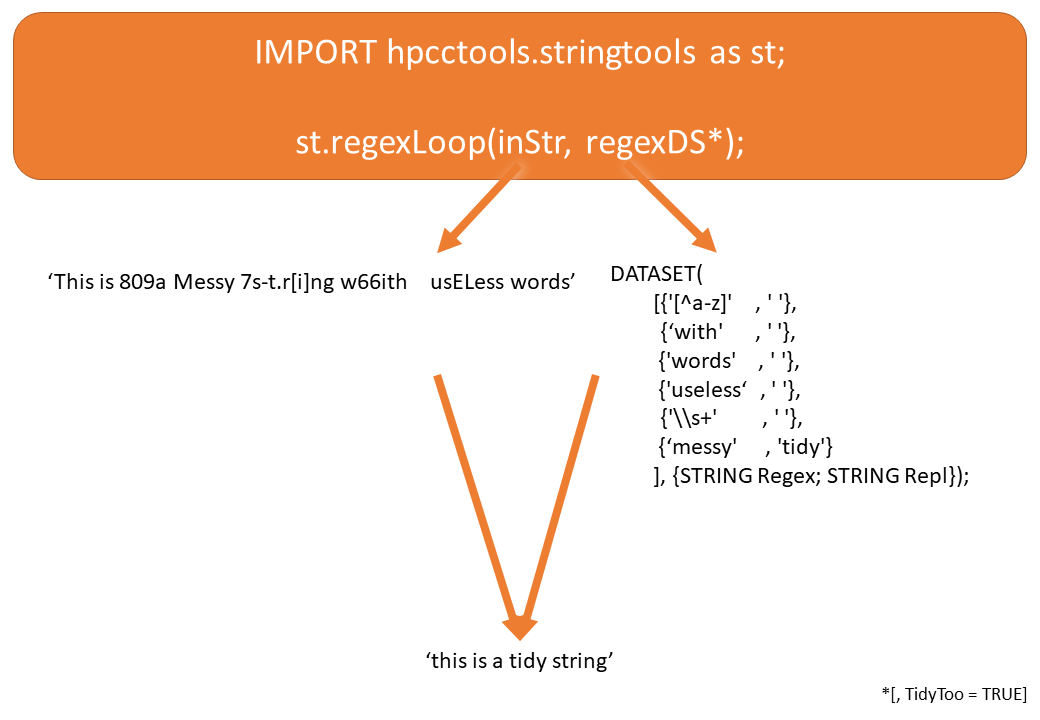 IMPORT hpcctools.stringtools as st;
st.regexLoop(inStr, regexDS*);
‘This is 809a Messy 7s-t.r[i]ng w66ith usELess words’
DATASET(
[{'[^a-z]' , ' '},
{‘with' , ' '},
{'words' , ' '},
{'useless‘ , ' '},
{'\\s+' , ' '},
{‘messy' , 'tidy'}
], {STRING Regex; STRING Repl});
‘this is a tidy string’
*[, TidyToo = TRUE]